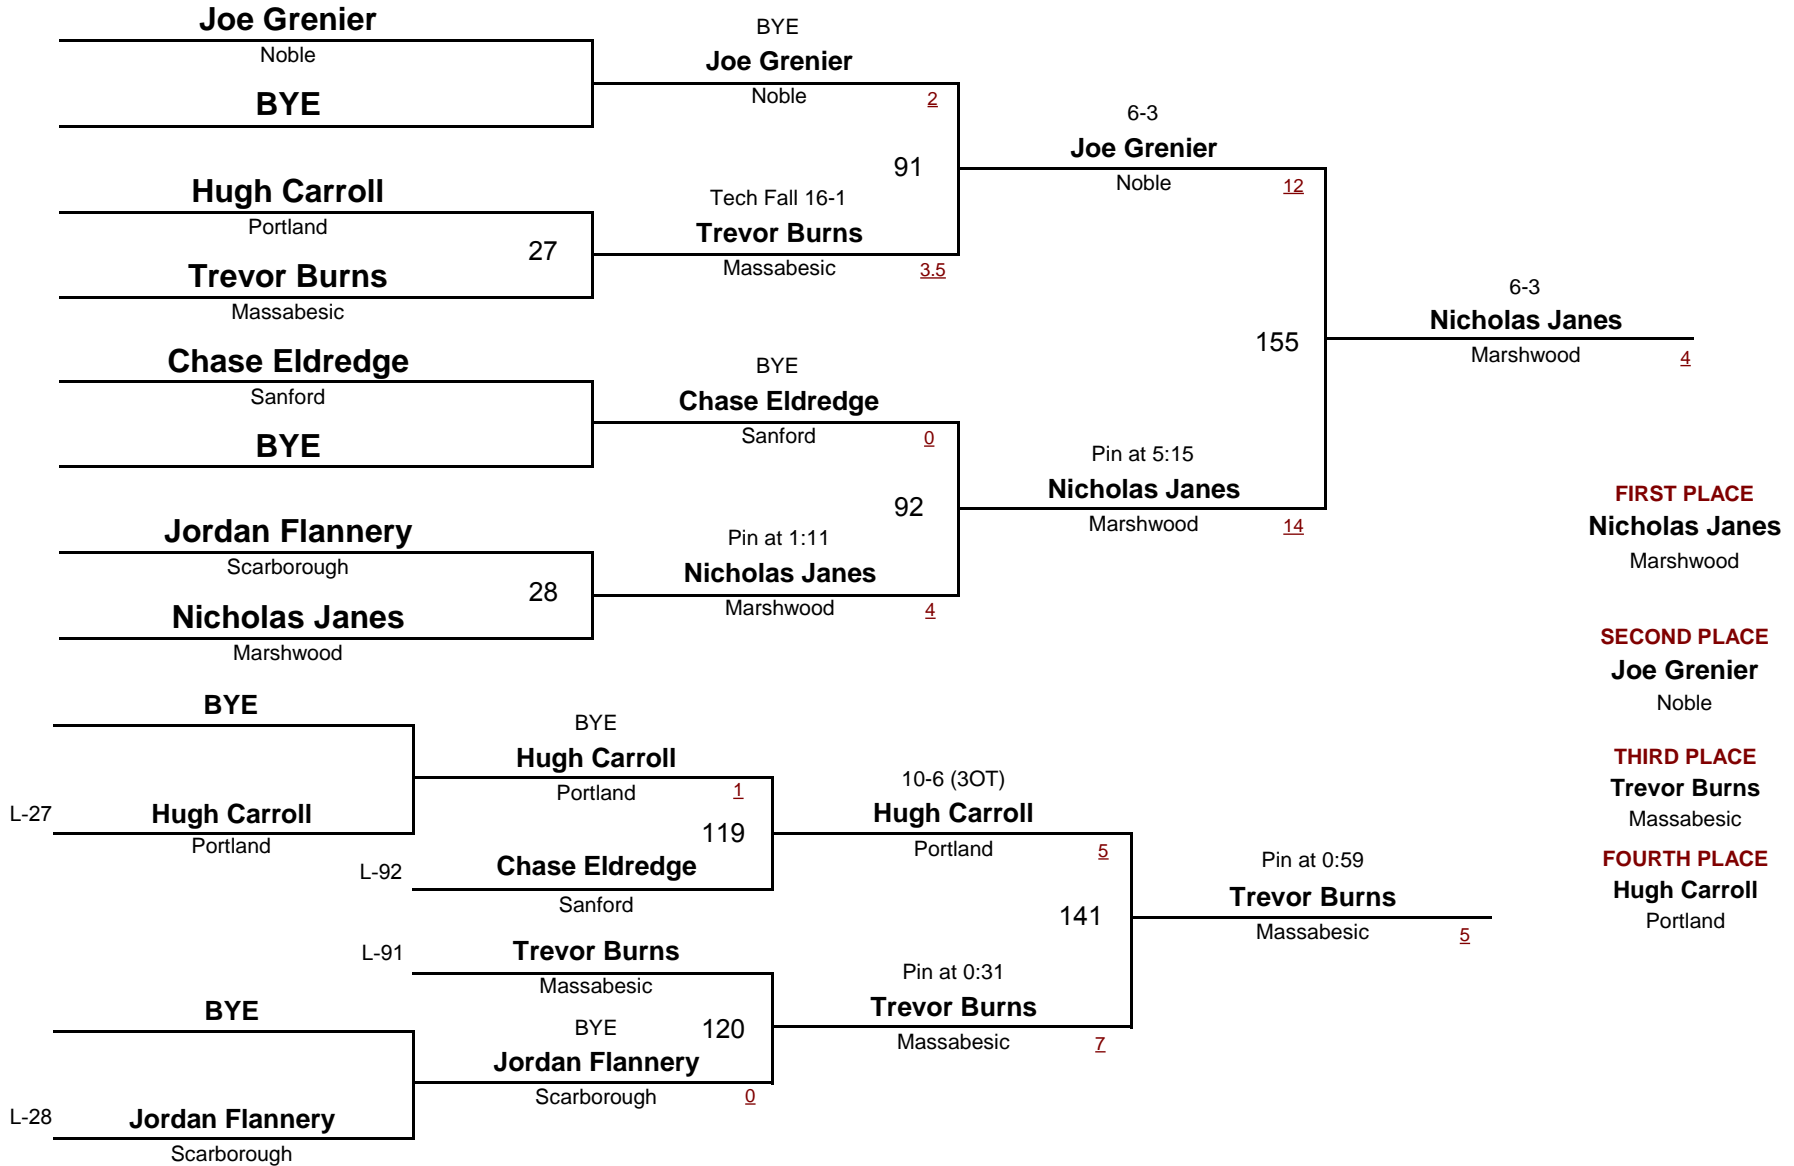 Joe Grenier
Noble
BYE
Hugh Carroll
Portland
27
Trevor Burns
Massabesic
Chase Eldredge
Sanford
BYE
Jordan Flannery
Scarborough
28
Nicholas Janes
Marshwood
BYE
Joe Grenier
Noble
2
91
Tech Fall 16-1
Trevor Burns
Massabesic
3.5
BYE
Chase Eldredge
Sanford
0
92
Pin at 1:11
Nicholas Janes
Marshwood
4
6-3
Joe Grenier
Noble
12
155
Pin at 5:15
Nicholas Janes
Marshwood
14
6-3
Nicholas Janes
Marshwood
4
FIRST PLACE
Nicholas Janes
Marshwood
SECOND PLACE
Joe Grenier
Noble
THIRD PLACE
Trevor Burns
Massabesic
FOURTH PLACE
Hugh Carroll
Portland
BYE
L-27
Hugh Carroll
Portland
BYE
L-28
Jordan Flannery
Scarborough
BYE
Hugh Carroll
Portland
1
119
L-92
Chase Eldredge
Sanford
L-91
Trevor Burns
Massabesic
BYE
120
Jordan Flannery
Scarborough
0
10-6 (3OT)
Hugh Carroll
Portland
5
141
Pin at 0:31
Trevor Burns
Massabesic
7
Pin at 0:59
Trevor Burns
Massabesic
5